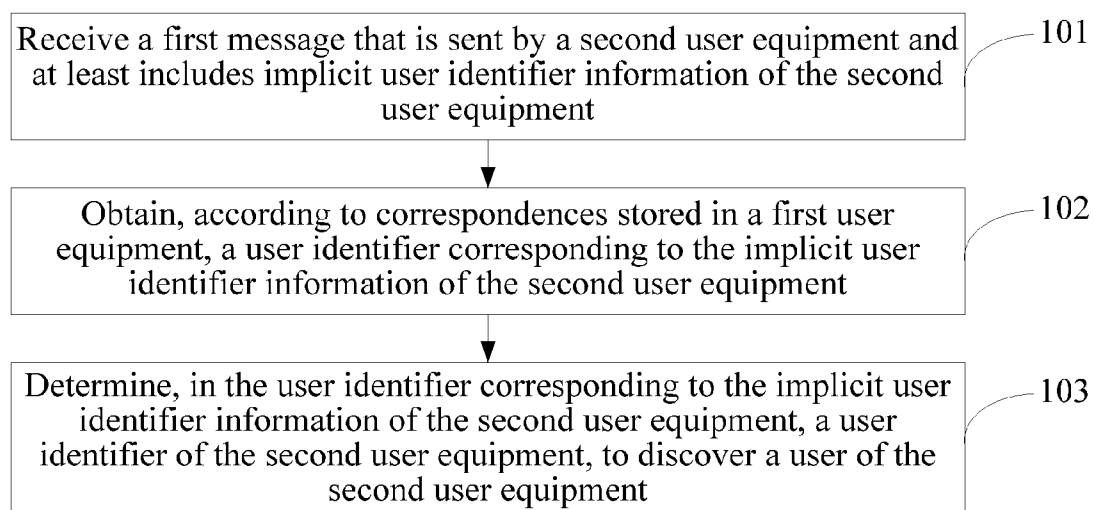 Receive a first message that is sent by a second user equipment and
at least includes implicit user identifier information of the second
user equipment
101
Obtain, according to correspondences stored in a first user
equipment, a user identifier corresponding to the implicit user
identifier information of the second user equipment
102
Determine, in the user identifier corresponding to the implicit user
identifier information of the second user equipment, a user
identifier of the second user equipment, to discover a user of the
second user equipment
103